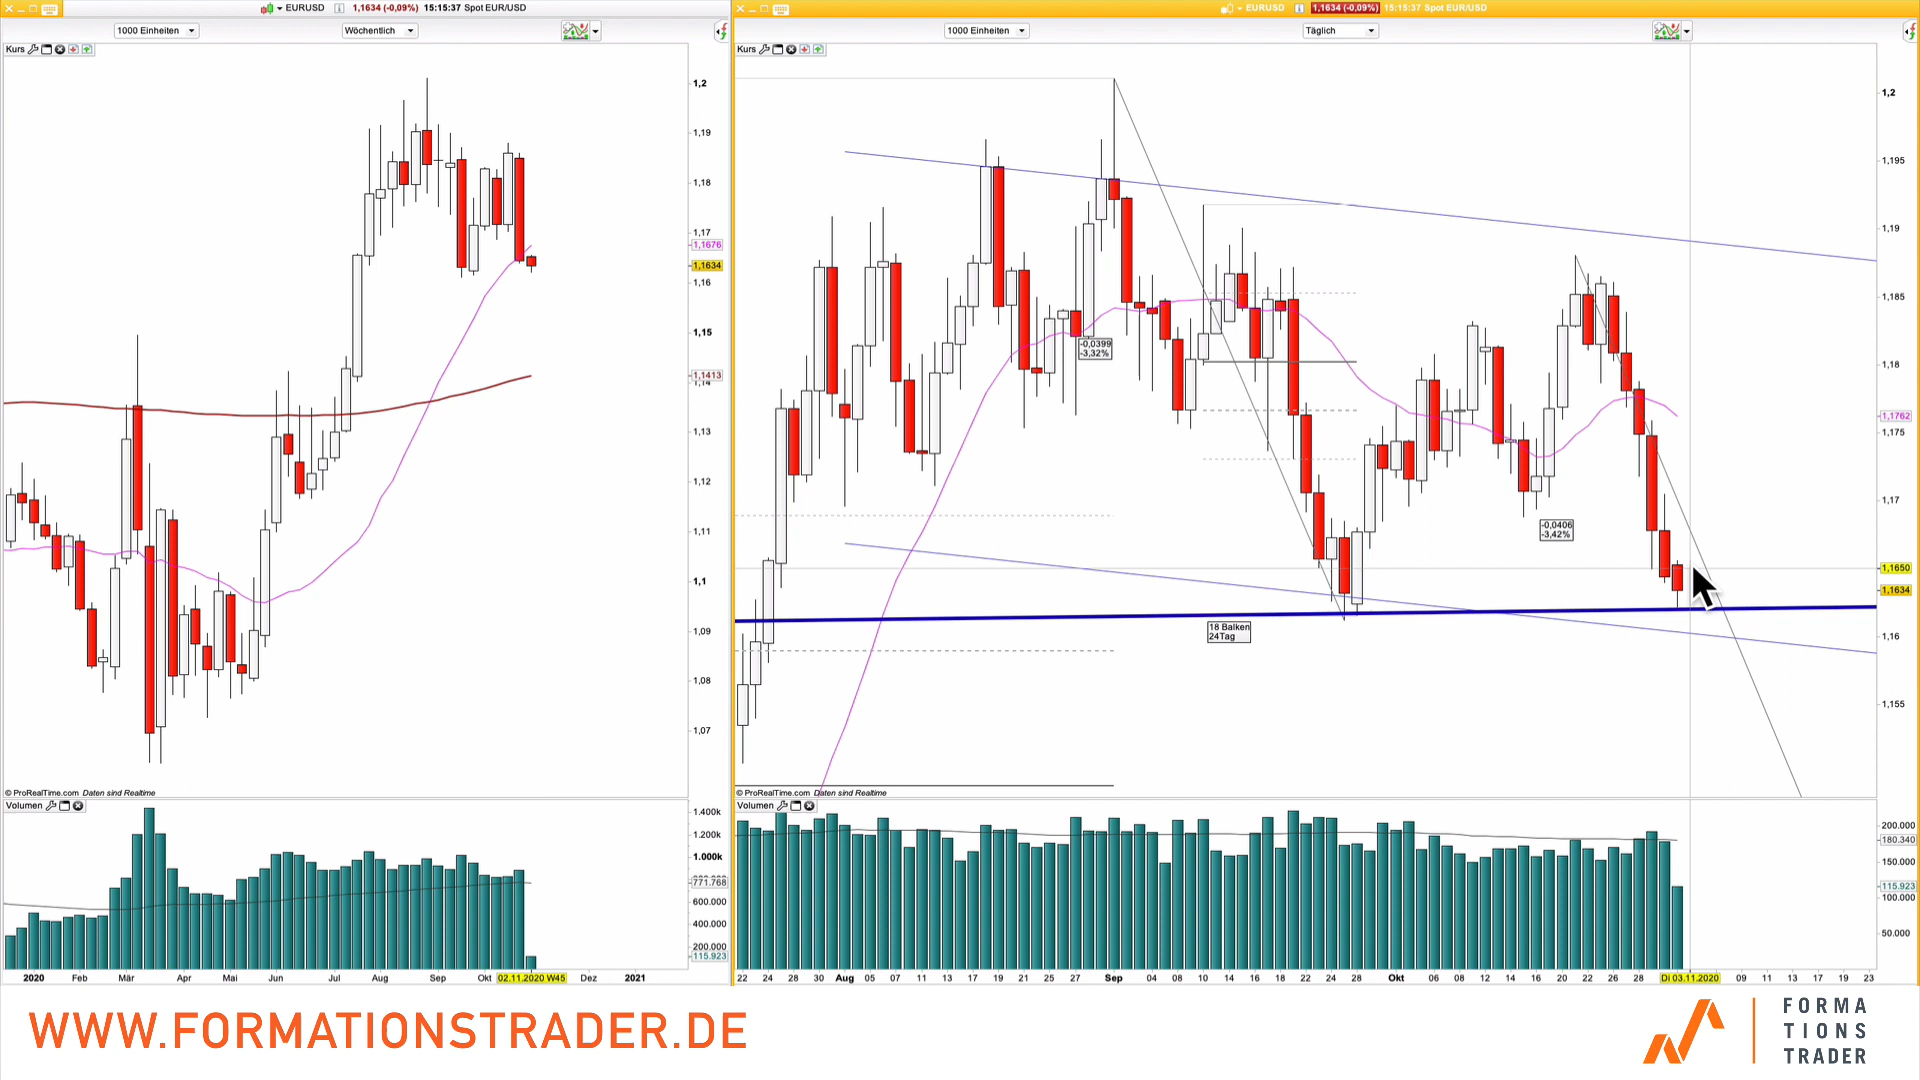 EURUSD 1,1634 (-0,09%) 15:15:37 Spot EUR/USD
1000 Einheiten
Wöchentlich
Kurs
1,2
1,19
1,18
1,17
1,1676
1,1634
1,16
1,15
1,1413
1,14
1,13
1,12
1,11
1,1
1,09
1,08
1,07
© ProRealTime.com Daten sind Realtime
Volumen
1.400k
1.200k
1.000k
771.768
600.000
400.000
200.000
115.923
2020 Feb Mär Apr Mai Jun Jul Aug Sep Okt 02.11.2020 W45 Dez 2021
EURUSD 1,1634 (-0,09%) 15:15:37 Spot EUR/USD
1000 Einheiten
Täglich
Kurs
1,2
1,195
1,19
1,185
1,18
1,1762
1,175
1,17
1,1650
1,1634
1,16
1,155
-0,0399
-3,32%
-0,0406
-3,42%
18 Balken
24Tag
© ProRealTime.com Daten sind Realtime
Volumen
200.000
180.340
150.000
115.923
100.000
50.000
22 24 28 30 Aug 05 07 11 13 17 19 21 25 27 Sep 04 08 10 14 16 18 22 24 28 Okt 06 08 12 14 16 20 22 26 28 Di 03.11.2020 09 11 13 17 19 23
WWW.FORMATIONSTRADER.DE
FORMA
TIONS
TRADER